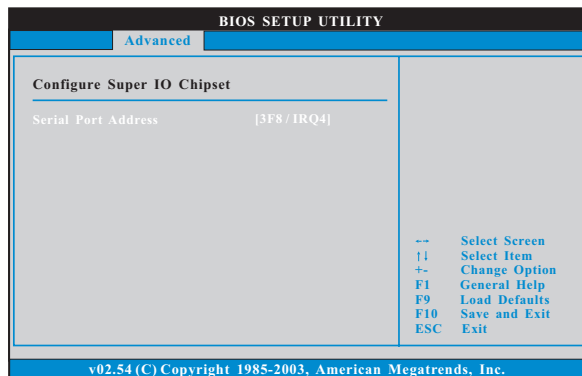 BIOS SETUP UTILITY
Advanced
Configure Super IO Chipset
Serial Port Address [3F8 / IRQ4]
←→ Select Screen
↑↓ Select Item
+- Change Option
F1 General Help
F9 Load Defaults
F10 Save and Exit
ESC Exit
v02.54 (C) Copyright 1985-2003, American Megatrends, Inc.